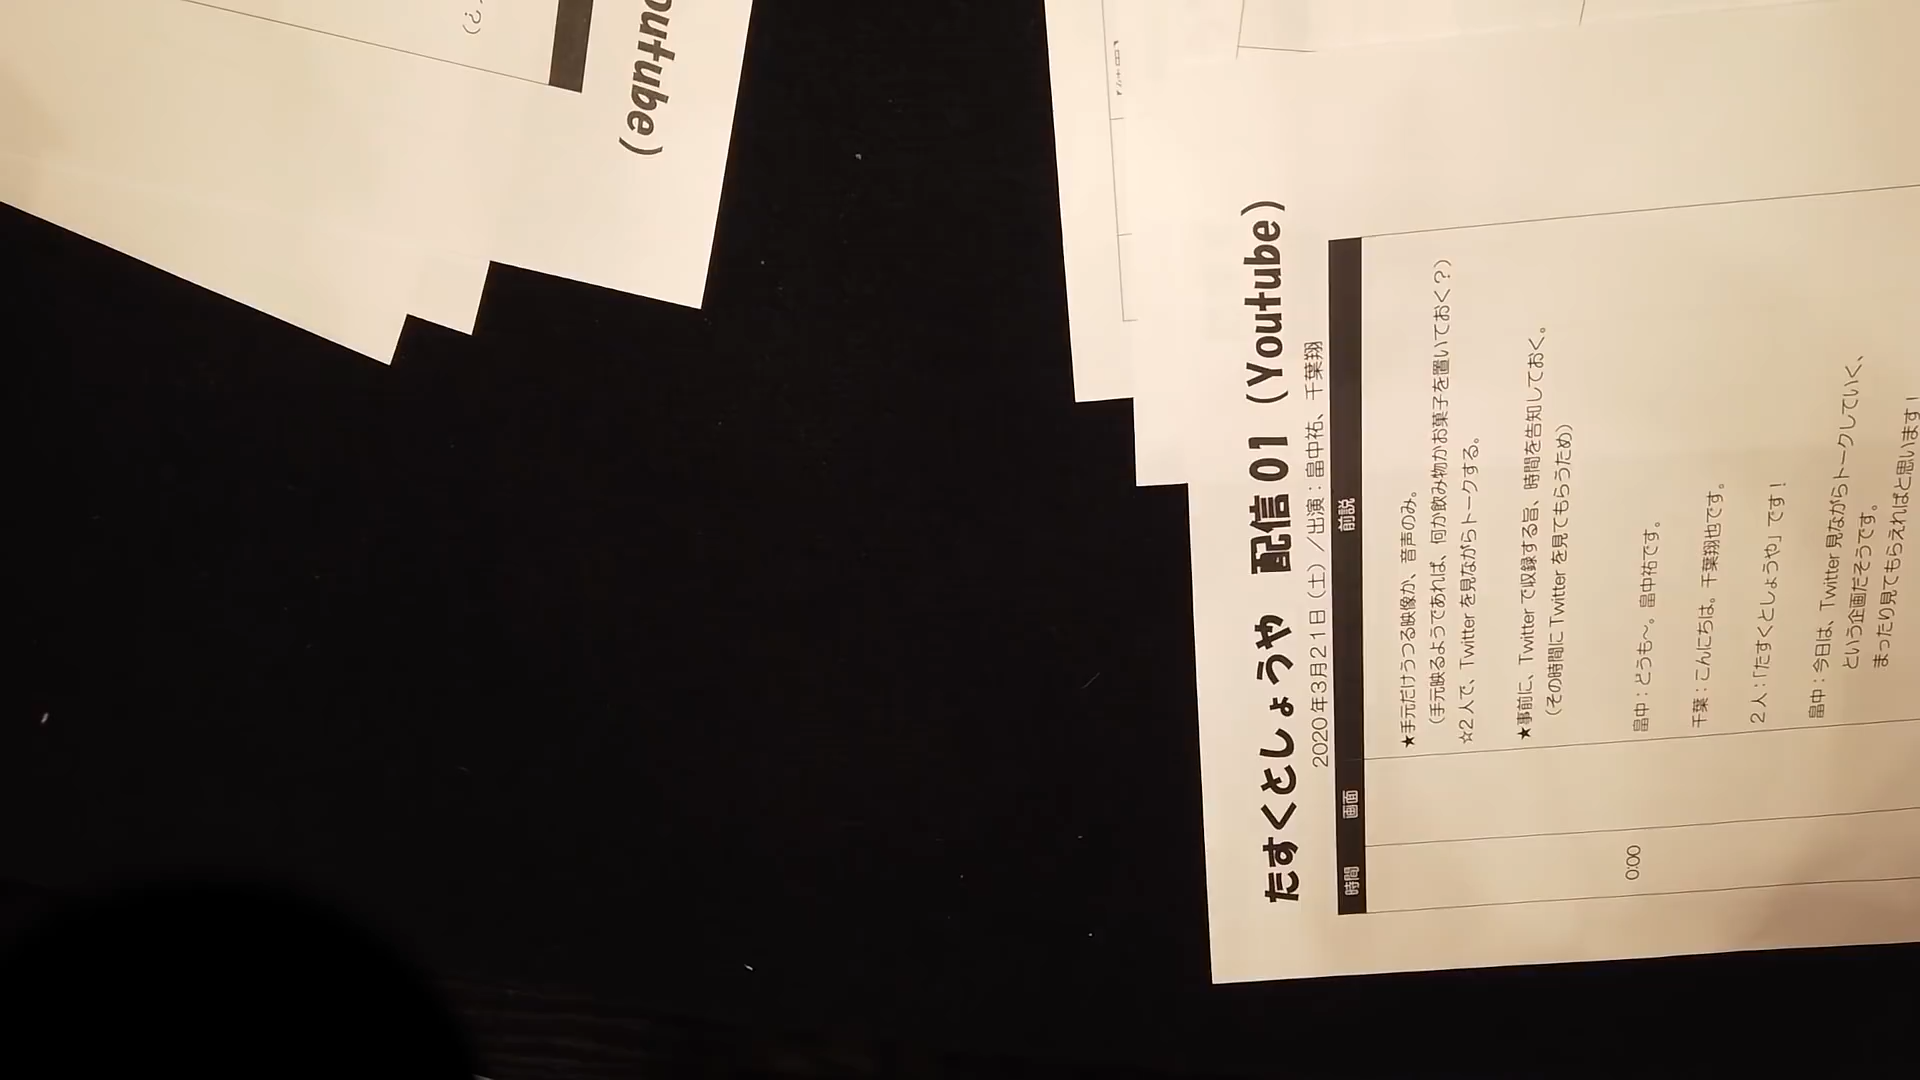 たすくとしょうや 配信01（Youtube）
2020年3月21日（土）／出演：畠中祐、千葉翔
時間 画面 前説
★手元だけうつる映像か、音声のみ。
（手元映るようであれば、何か飲み物かお菓子を置いておく？）
☆2人で、Twitterを見ながらトークする。
★事前に、Twitterで収録する旨、時間を告知しておく。
（その時間にTwitterを見てもらうため）
0:00 畠中：どうも～。畠中祐です。
千葉：こんにちは。千葉翔也です。
2人：「たすくとしょうや」です！
畠中：今日は、Twitter見ながらトークしていく、
という企画だそうです。
まったり見てもらえればと思います！
outube）